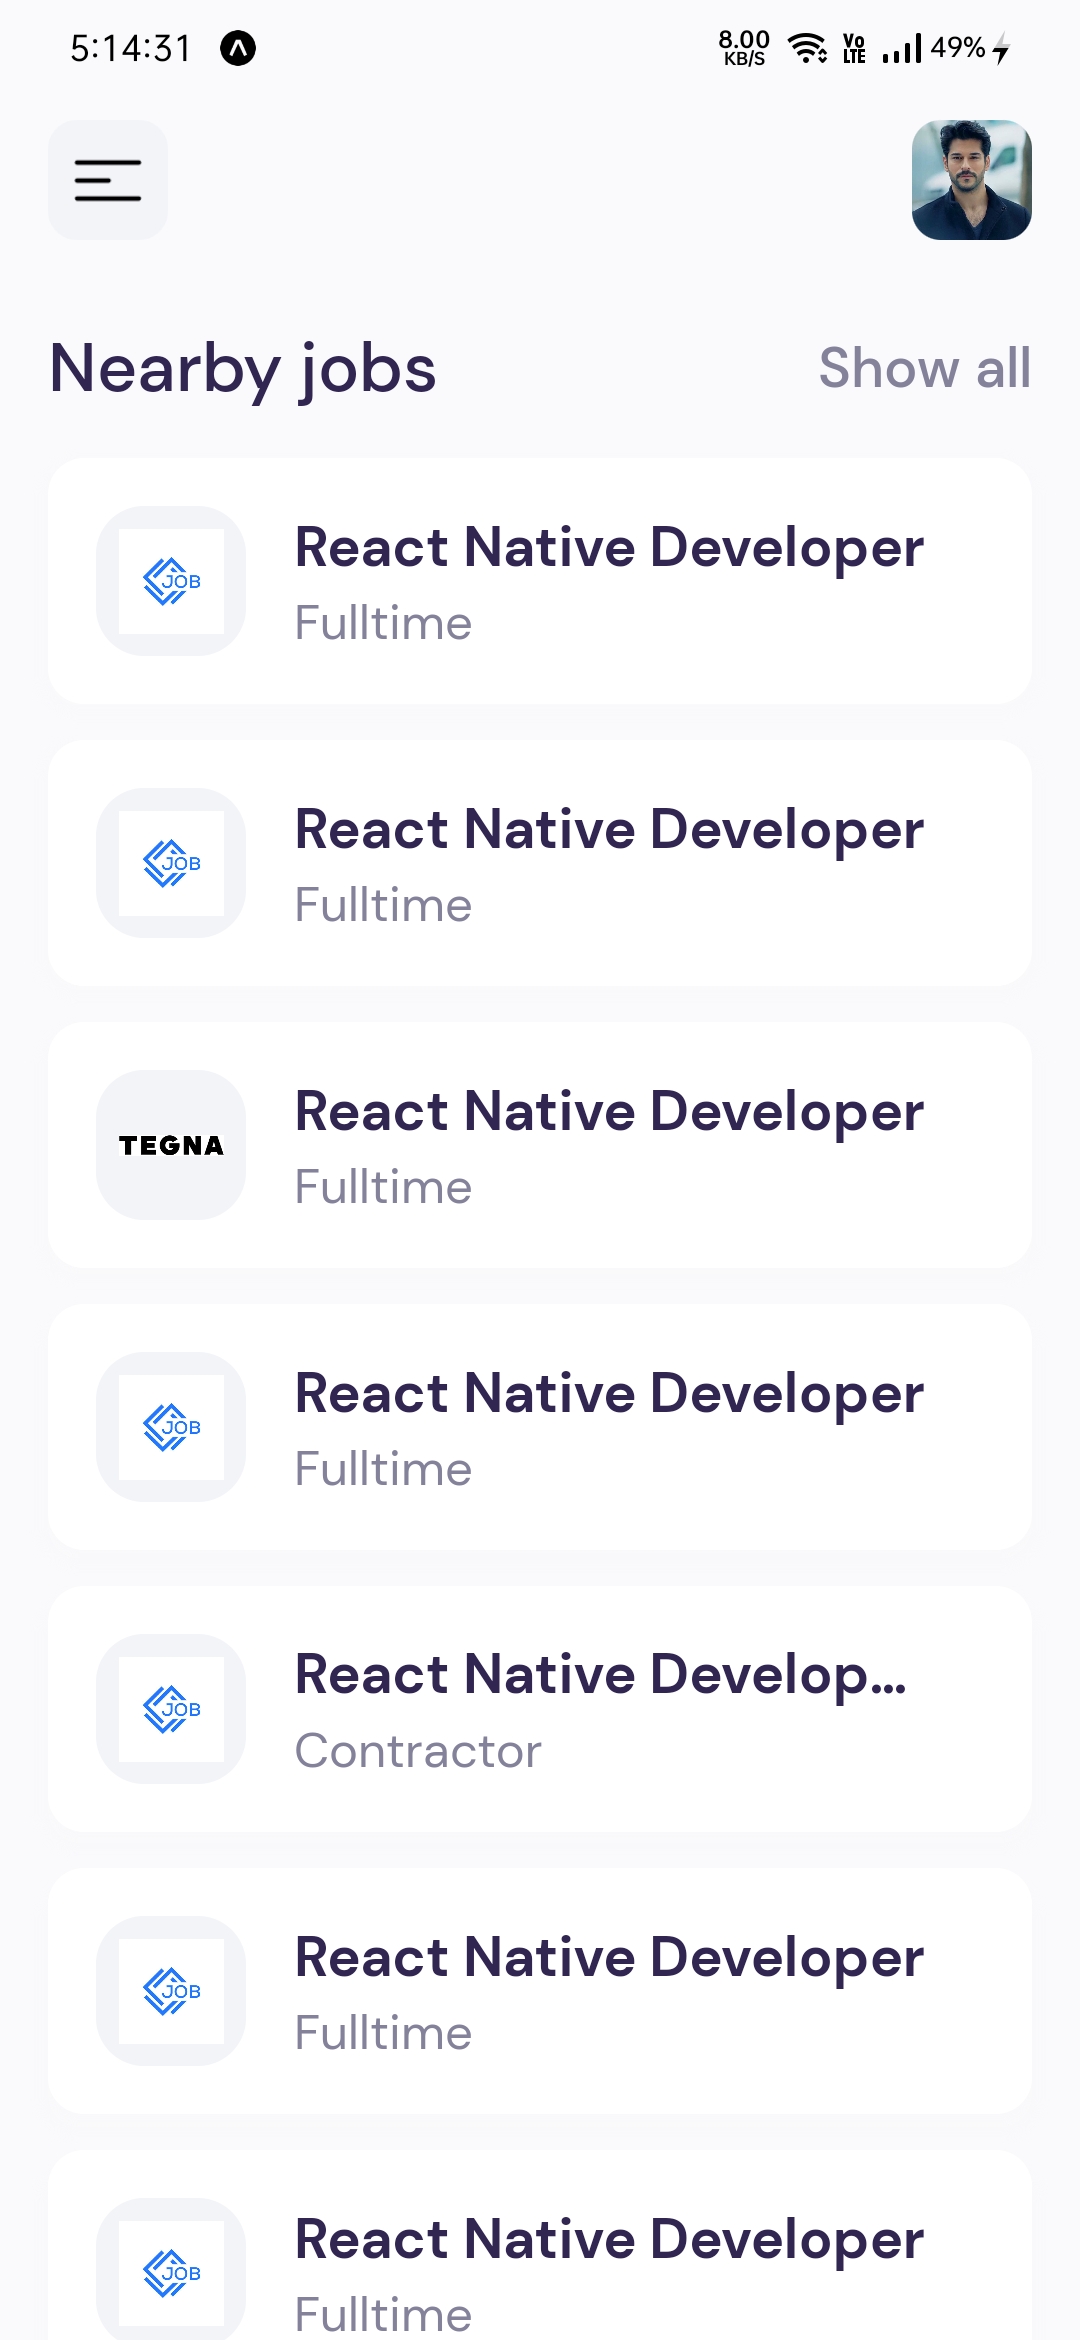 5:14:31
8.00 KB/S Vo LTE 49%
Nearby jobs Show all
JOB
React Native Developer
Fulltime
JOB
React Native Developer
Fulltime
TEGNA
React Native Developer
Fulltime
JOB
React Native Developer
Fulltime
JOB
React Native Develop...
Contractor
JOB
React Native Developer
Fulltime
JOB
React Native Developer
Fulltime